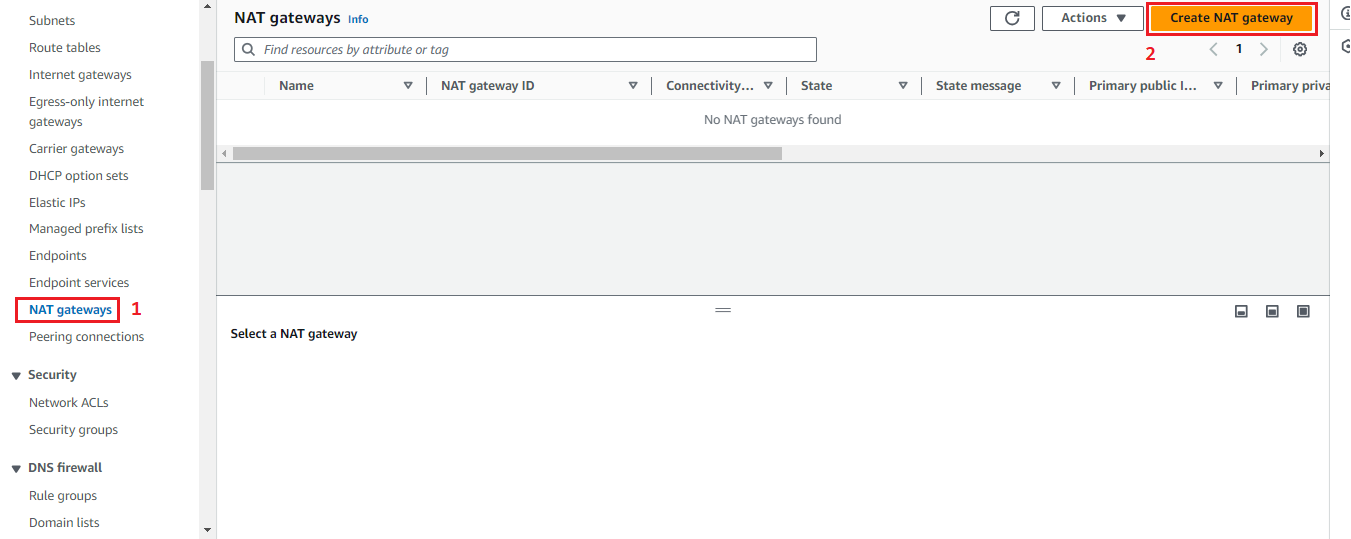 Subnets
Route tables
Internet gateways
Egress-only internet
gateways
Carrier gateways
DHCP option sets
Elastic IPs
Managed prefix lists
Endpoints
Endpoint services
NAT gateways 1
Peering connections
Security
Network ACLs
Security groups
DNS firewall
Rule groups
Domain lists
NAT gateways Info
Actions
Create NAT gateway
Find resources by attribute or tag
2
1
Name NAT gateway ID Connectivity... State State message Primary public I... Primary priva
No NAT gateways found
Select a NAT gateway